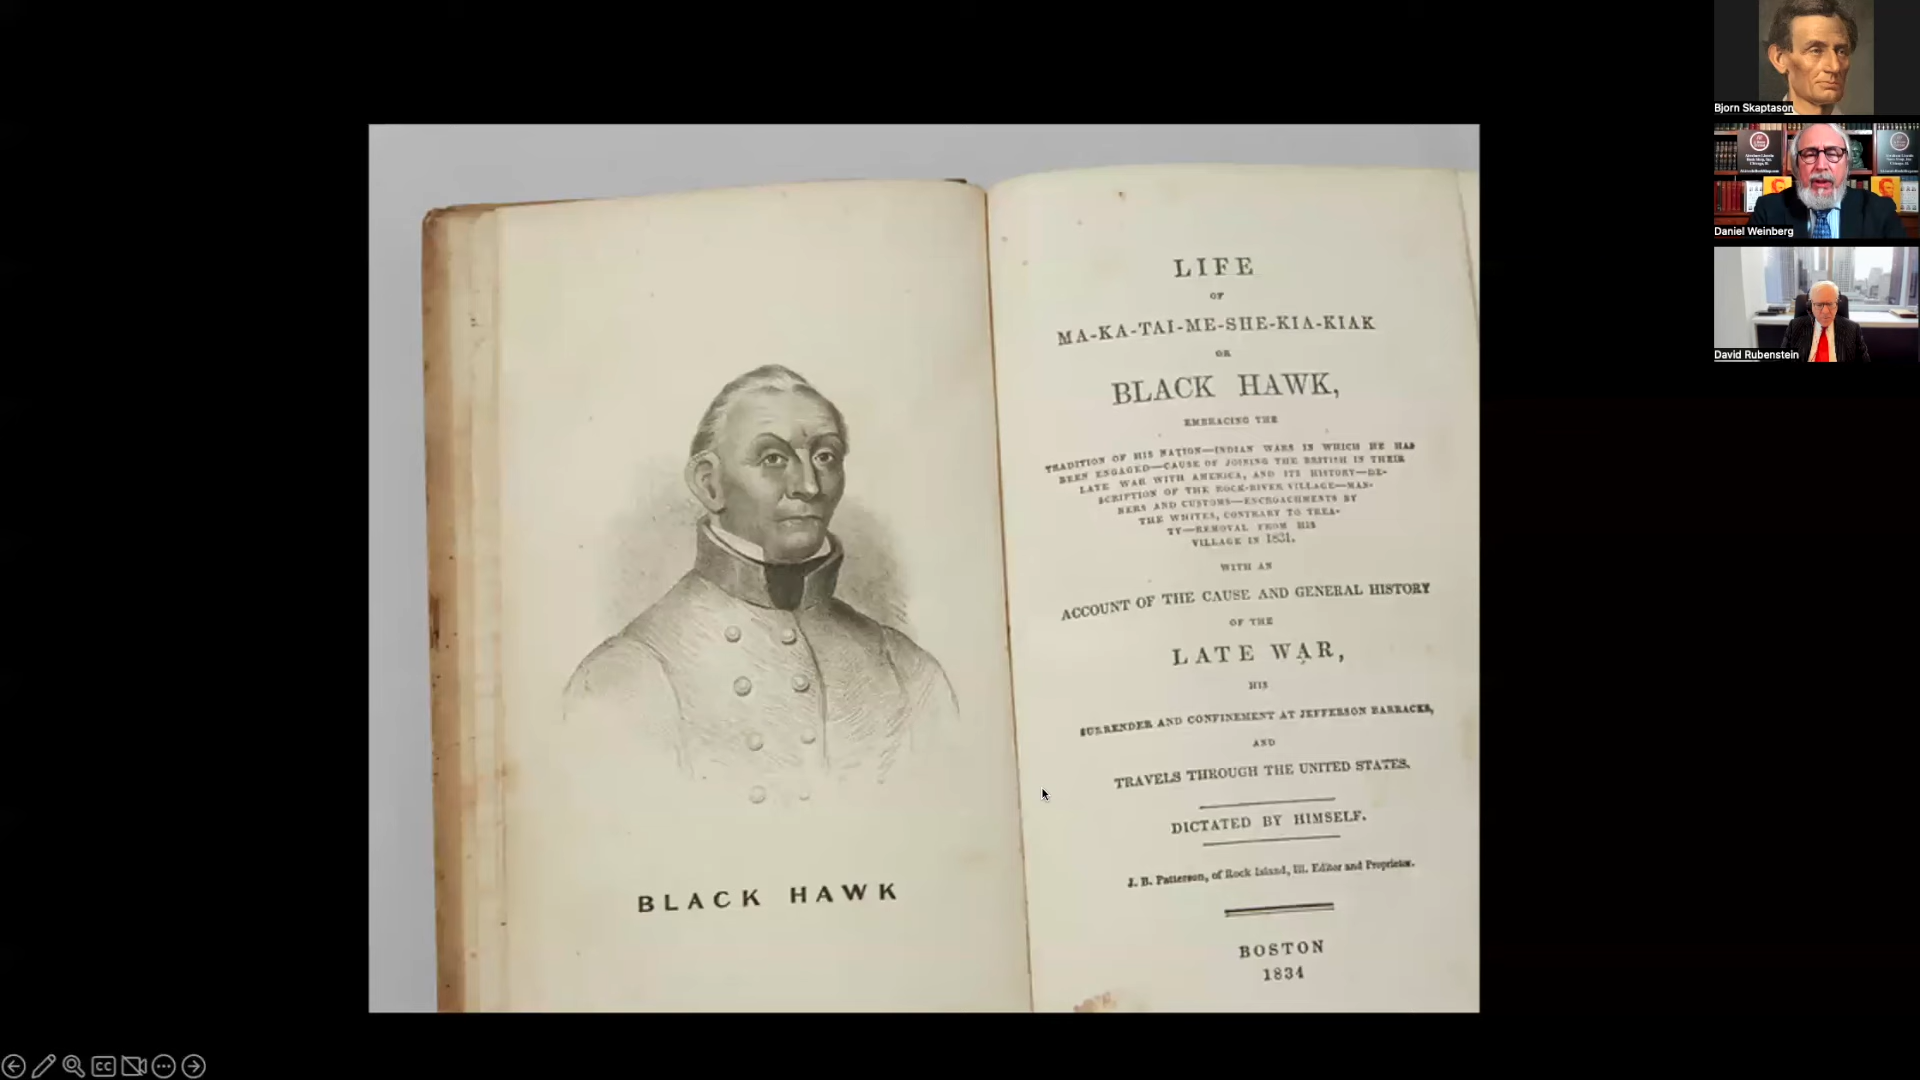 BLACK HAWK
LIFE
OF
MA-KA-TAI-ME-SHE-KIA-KIAK
OR
BLACK HAWK,
EMBRACING THE
TRADITION OF HIS NATION—INDIAN WARS IN WHICH HE HAS
BEEN ENGAGED—CAUSE OF JOINING THE BRITISH IN THEIR
LATE WAR WITH AMERICA, AND ITS HISTORY—DE-
SCRIPTION OF THE ROCK-RIVER VILLAGE—MAN-
NERS AND CUSTOMS—ENCROACHMENTS BY
THE WHITES, CONTRARY TO TREA-
TY—REMOVAL FROM HIS
VILLAGE IN 1831.
WITH AN
ACCOUNT OF THE CAUSE AND GENERAL HISTORY
OF THE
LATE WAR,
HIS
SURRENDER AND CONFINEMENT AT JEFFERSON BARRACKS,
AND
TRAVELS THROUGH THE UNITED STATES.
DICTATED BY HIMSELF.
J. B. Patterson, of Rock Island, Ill. Editor and Proprietor.
BOSTON
1834
Bjorn Skaptason
Daniel Weinberg
David Rubenstein
CC